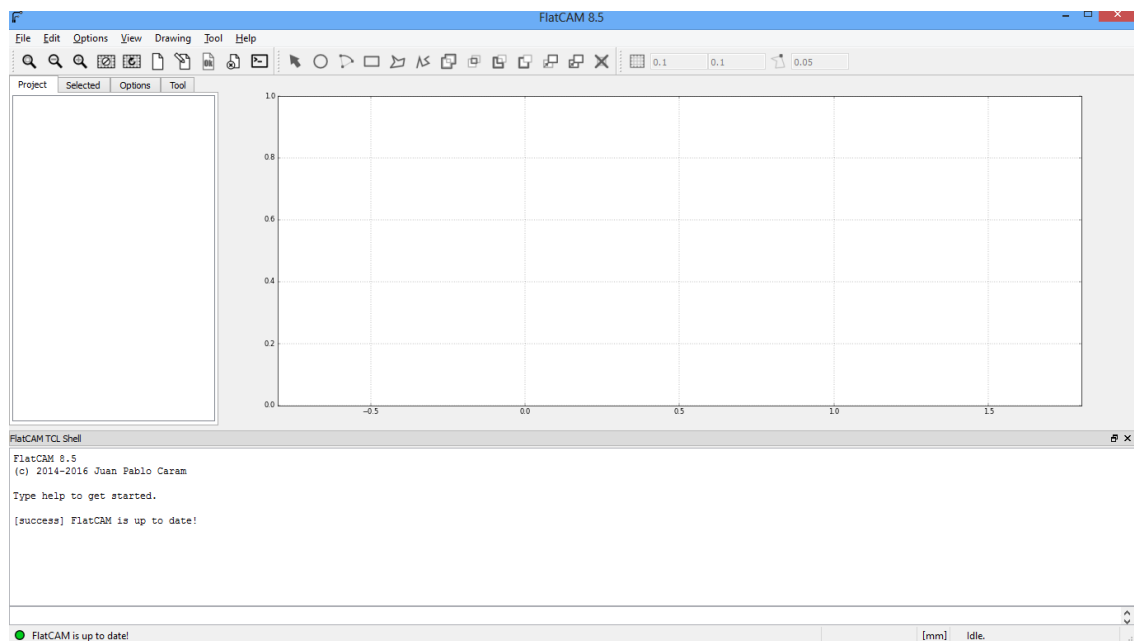 FlatCAM 8.5
File Edit Options View Drawing Tool Help
0.1 0.1 0.05
Project Selected Options Tool
1.0
0.8
0.6
0.4
0.2
0.0
−0.5 0.0 0.5 1.0 1.5
FlatCAM TCL Shell
FlatCAM 8.5
(c) 2014-2016 Juan Pablo Caram
Type help to get started.
[success] FlatCAM is up to date!
FlatCAM is up to date! [mm] Idle.